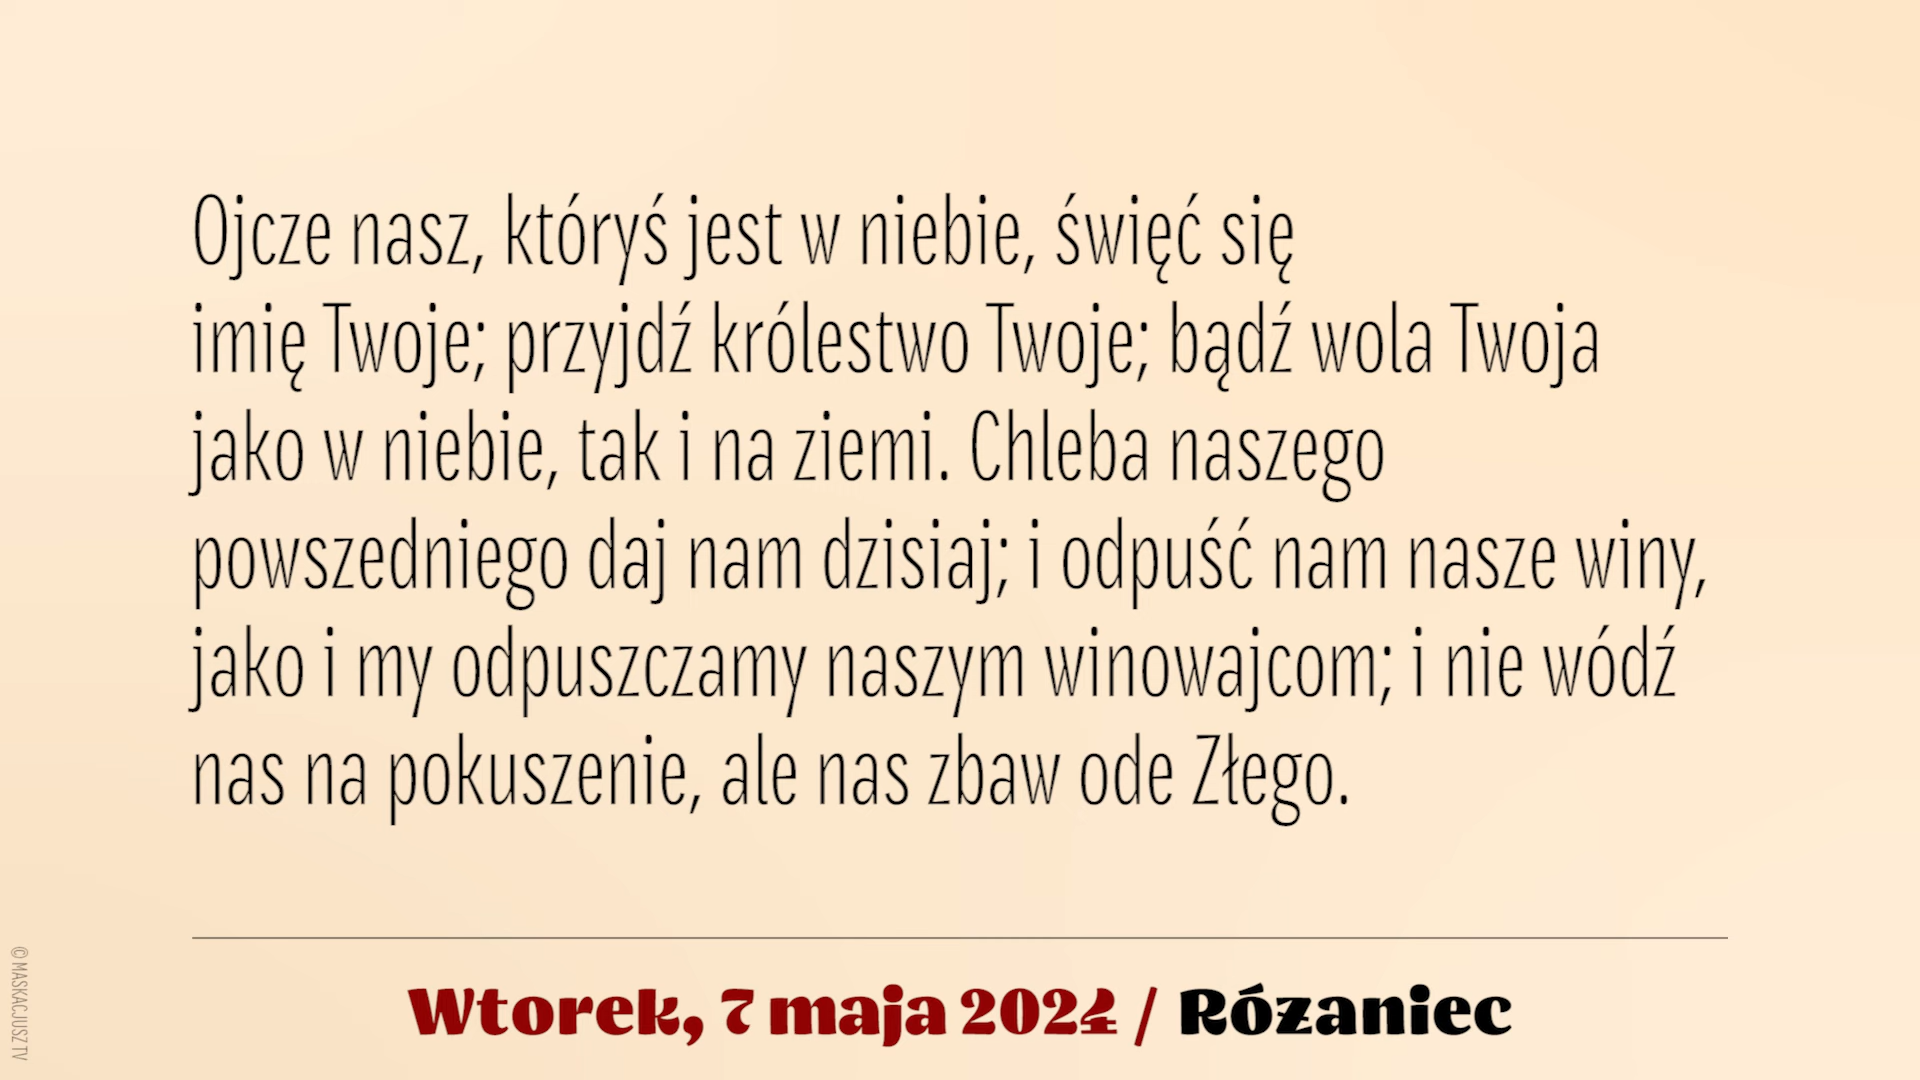 Ojcze nasz, któryś jest w niebie, święć się
imię Twoje; przyjdź królestwo Twoje; bądź wola Twoja
jako w niebie, tak i na ziemi. Chleba naszego
powszedniego daj nam dzisiaj; i odpuść nam nasze winy,
jako i my odpuszczamy naszym winowajcom; i nie wódź
nas na pokuszenie, ale nas zbaw ode Złego.
Wtorek, 7 maja 2024 / Różaniec
© MASKACJUSZ TV